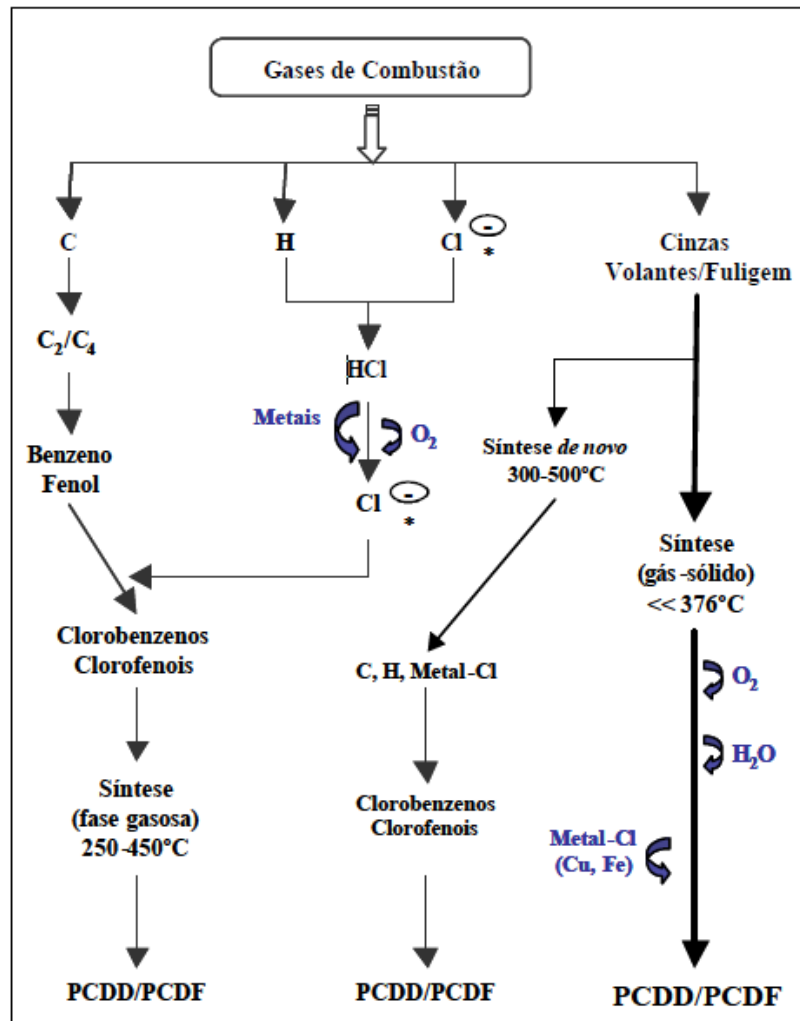 Gases de Combustão
C
H
Cl
-
*
Cinzas
Volantes/Fuligem
C₂/C₄
HCl
Metais
O₂
Síntese de novo
300-500°C
Benzeno
Fenol
Cl
-
*
Síntese
(gás-sólido)
<< 376°C
Clorobenzenos
Clorofenois
C, H, Metal-Cl
O₂
H₂O
Síntese
(fase gasosa)
250-450°C
Clorobenzenos
Clorofenois
Metal-Cl
(Cu, Fe)
PCDD/PCDF
PCDD/PCDF
PCDD/PCDF